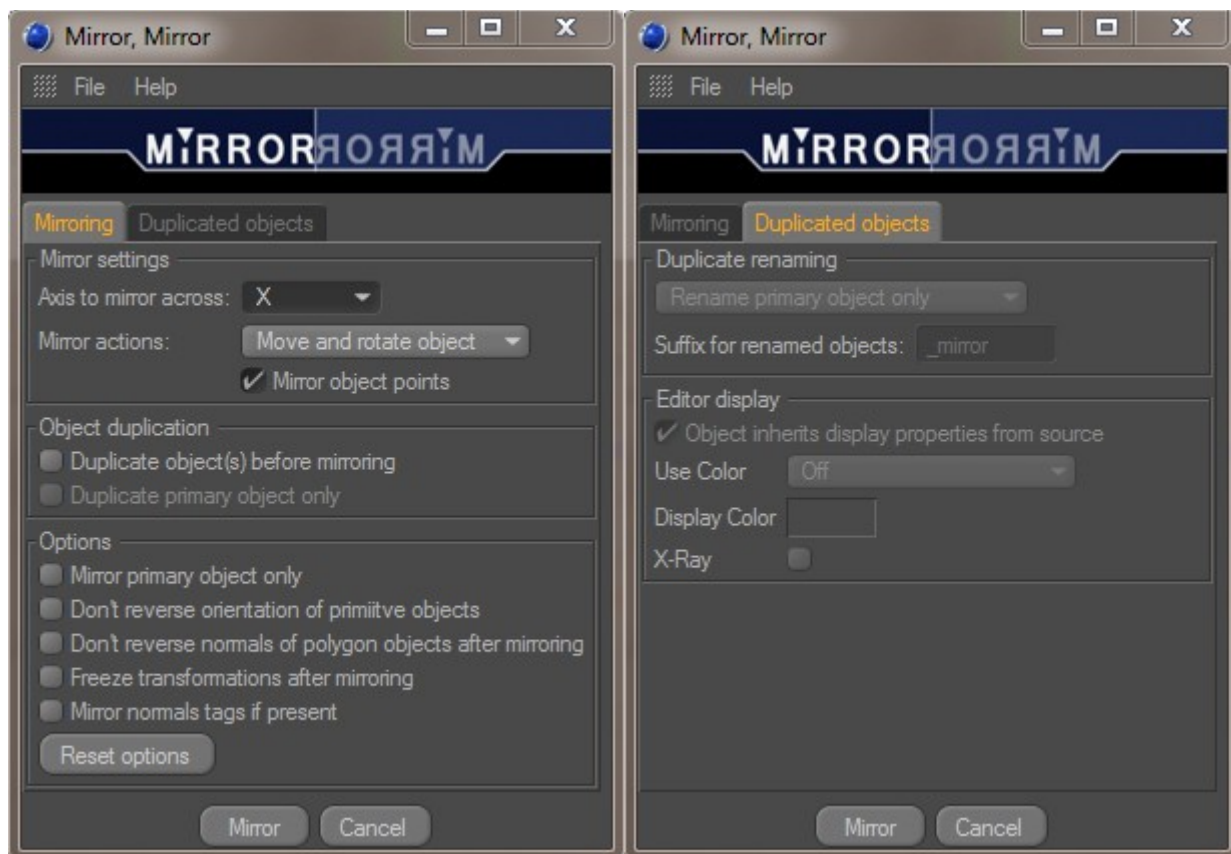 Mirror, Mirror
File Help
MIRRORЯOЯЯIM
Mirroring Duplicated objects
Mirror settings
Axis to mirror across: X
Mirror actions: Move and rotate object
Mirror object points
Object duplication
Duplicate object(s) before mirroring
Duplicate primary object only
Options
Mirror primary object only
Don't reverse orientation of primiitve objects
Don't reverse normals of polygon objects after mirroring
Freeze transformations after mirroring
Mirror normals tags if present
Reset options
Mirror Cancel
Mirror, Mirror
File Help
MIRRORЯOЯЯIM
Mirroring Duplicated objects
Duplicate renaming
Rename primary object only
Suffix for renamed objects: _mirror
Editor display
Object inherits display properties from source
Use Color Off
Display Color
X-Ray
Mirror Cancel